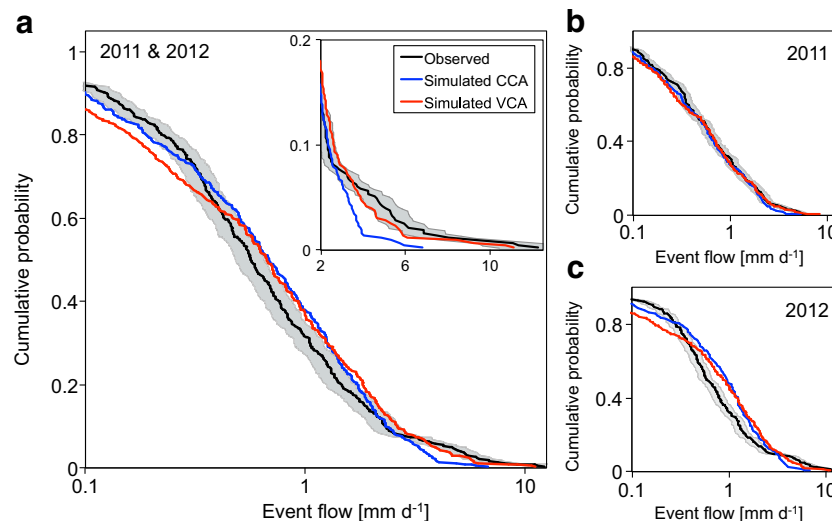 a
2011 & 2012
Cumulative probability
1
0.8
0.6
0.4
0.2
0
0.1
1
10
Event flow [mm d⁻¹]
0.2
0.1
0
2
6
10
Observed
Simulated CCA
Simulated VCA
b
2011
Cumulative probability
0.8
0.4
0
0.1
1
10
Event flow [mm d⁻¹]
c
2012
Cumulative probability
0.8
0.4
0
0.1
1
10
Event flow [mm d⁻¹]